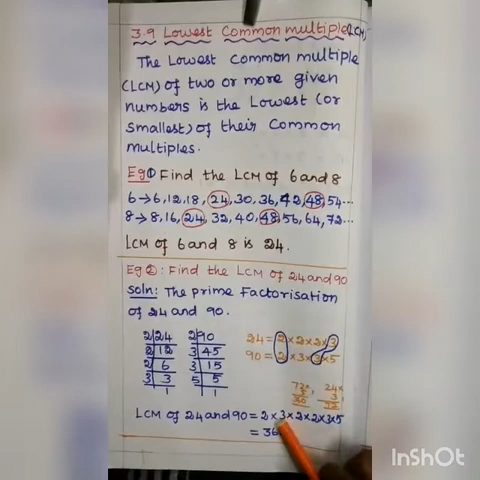 3.9 Lowest Common multiple (LCM)
The Lowest Common multiple
(LCM) of two or more given
numbers is the Lowest (or
smallest) of their Common
multiples.
Eg① Find the LCM of 6 and 8
6→6,12,18,24,30,36,42,48,54...
8→8,16,24,32,40,48,56,64,72...
LCM of 6 and 8 is 24.
Eg②: Find the LCM of 24 and 90
Soln: The prime Factorisation
of 24 and 90.
2|24 2|90
2|12 3|45
2|6 3|15
3|3 5|5
1 1
24 = 2×2×2×3
90 = 2×3×3×5
LCM of 24 and 90 = 2×3×2×2×3×5
= 36
InShOt